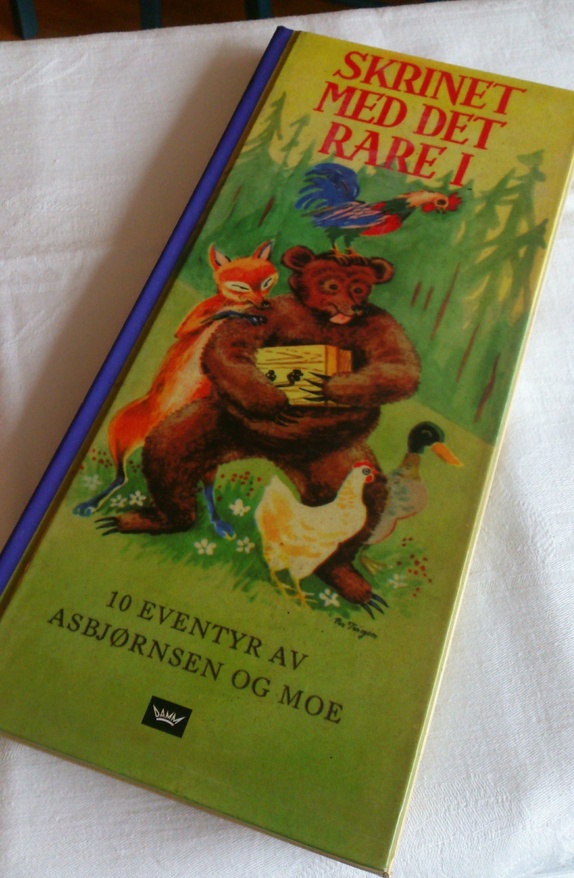 SKRINET
MED DET
RARE I
10 EVENTYR AV
ASBJØRNSEN OG MOE
DAMM